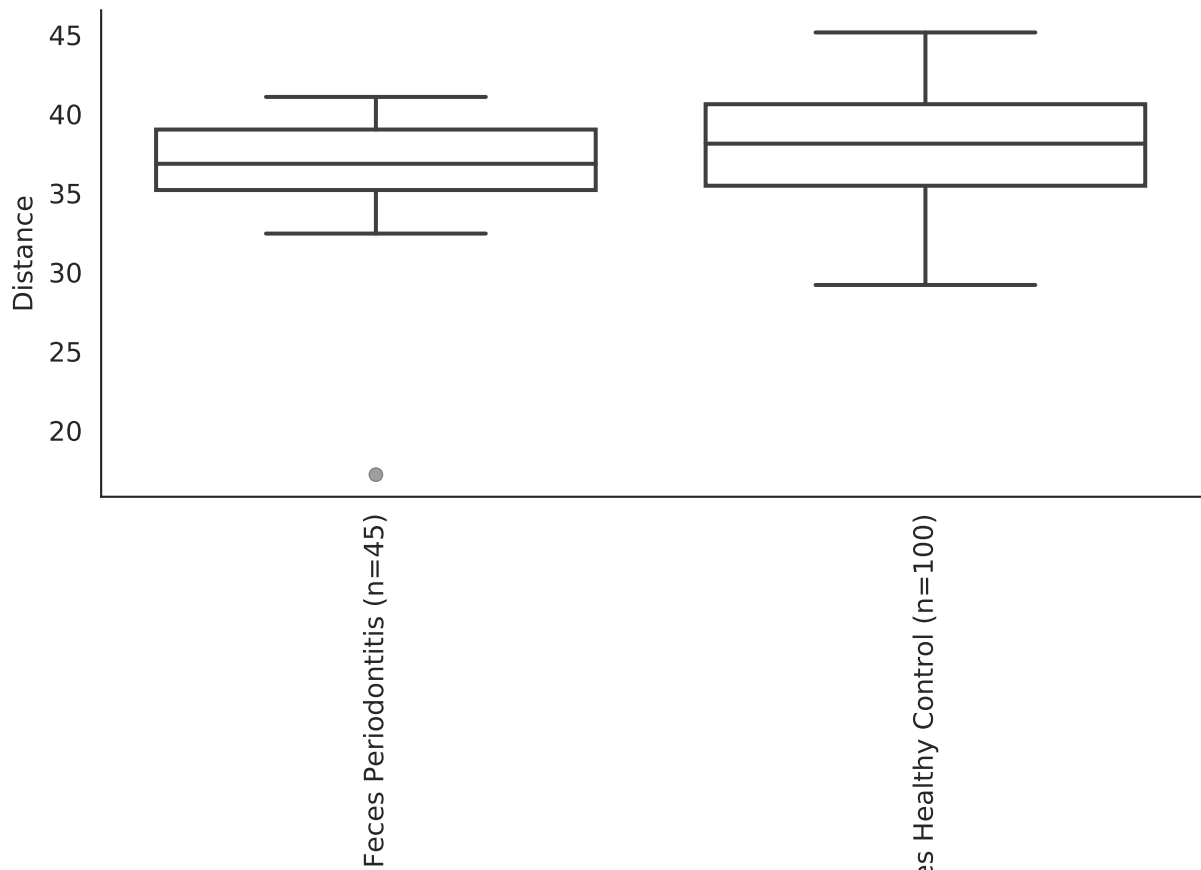 45
40
35
30
25
20
Distance
Feces Periodontitis (n=45)
es Healthy Control (n=100)